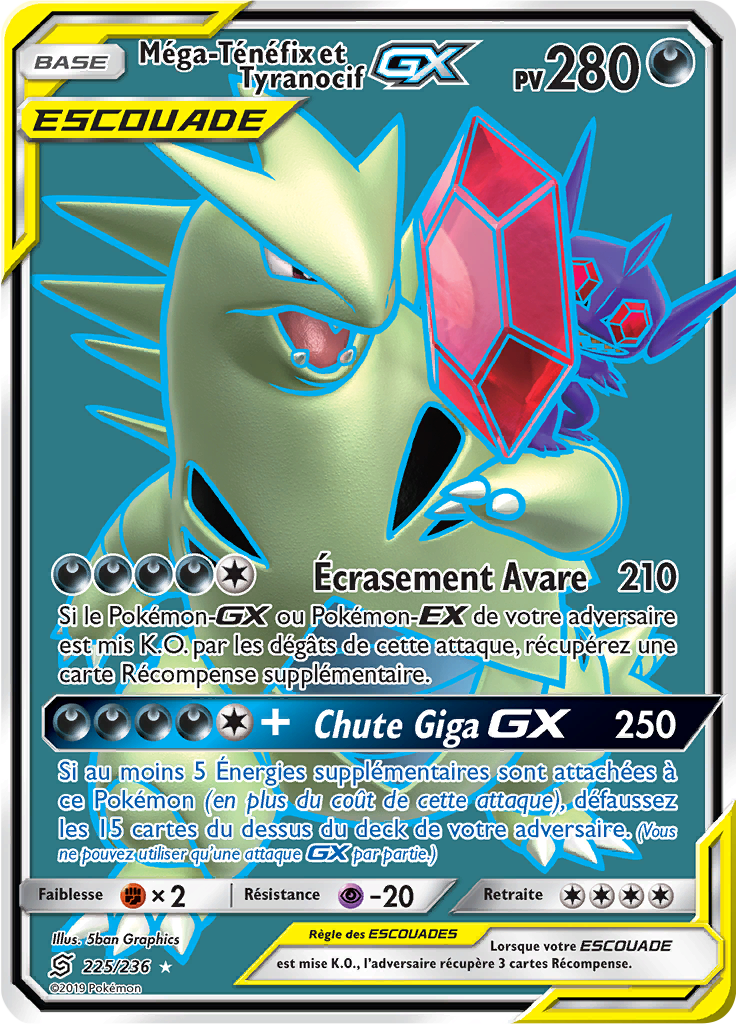 BASE
Méga-Ténéfix et
Tyranocif GX
PV 280
ESCOUADE
Écrasement Avare 210
Si le Pokémon-GX ou Pokémon-EX de votre adversaire
est mis K.O. par les dégâts de cette attaque, récupérez une
carte Récompense supplémentaire.
+ Chute Giga GX 250
Si au moins 5 Énergies supplémentaires sont attachées à
ce Pokémon (en plus du coût de cette attaque), défaussez
les 15 cartes du dessus du deck de votre adversaire. (Vous
ne pouvez utiliser qu'une attaque GX par partie.)
Faiblesse ×2 Résistance -20 Retraite
Illus. 5ban Graphics
225/236
©2019 Pokémon
Règle des ESCOUADES
Lorsque votre ESCOUADE
est mise K.O., l'adversaire récupère 3 cartes Récompense.